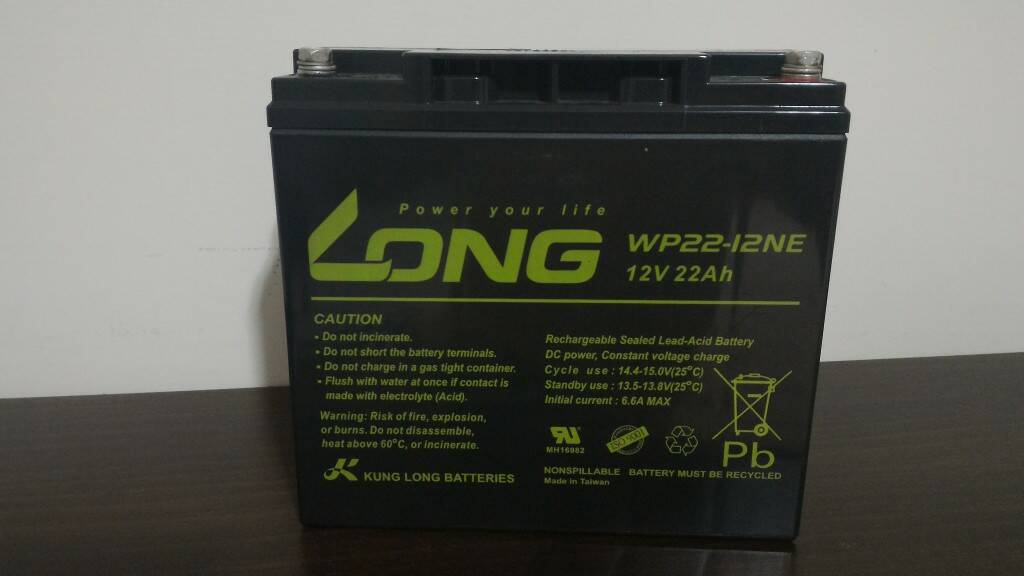 Power your life
LONG
WP22-12NE
12V 22Ah
CAUTION
• Do not incinerate.
• Do not short the battery terminals.
• Do not charge in a gas tight container.
• Flush with water at once if contact is
made with electrolyte (Acid).
Warning: Risk of fire, explosion,
or burns. Do not disassemble,
heat above 60°C, or incinerate.
KUNG LONG BATTERIES
Rechargeable Sealed Lead-Acid Battery
DC power, Constant voltage charge
Cycle use : 14.4-15.0V(25°C)
Standby use : 13.5-13.8V(25°C)
Initial current : 6.6A MAX
MH16982
ISO 9001
Pb
NONSPILLABLE BATTERY MUST BE RECYCLED
Made in Taiwan